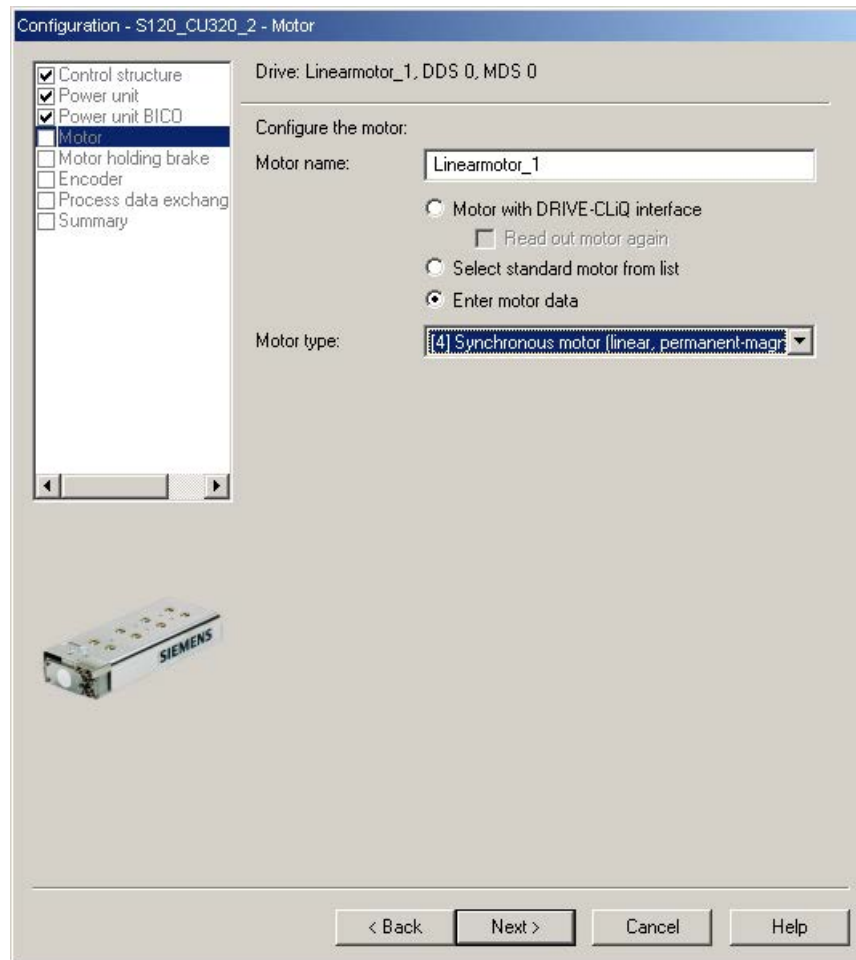 Configuration - S120_CU320_2 - Motor
Control structure
Power unit
Power unit BICO
Motor
Motor holding brake
Encoder
Process data exchang
Summary
Drive: Linearmotor_1, DDS 0, MDS 0
Configure the motor:
Motor name: Linearmotor_1
Motor with DRIVE-CLiQ interface
Read out motor again
Select standard motor from list
Enter motor data
Motor type: [4] Synchronous motor (linear, permanent-magn
SIEMENS
< Back Next > Cancel Help